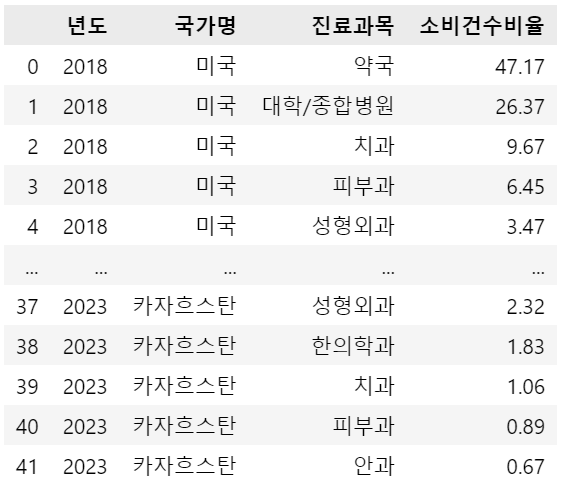 년도 국가명 진료과목 소비건수비율
0 2018 미국 약국 47.17
1 2018 미국 대학/종합병원 26.37
2 2018 미국 치과 9.67
3 2018 미국 피부과 6.45
4 2018 미국 성형외과 3.47
... ... ... ... ...
37 2023 카자흐스탄 성형외과 2.32
38 2023 카자흐스탄 한의학과 1.83
39 2023 카자흐스탄 치과 1.06
40 2023 카자흐스탄 피부과 0.89
41 2023 카자흐스탄 안과 0.67